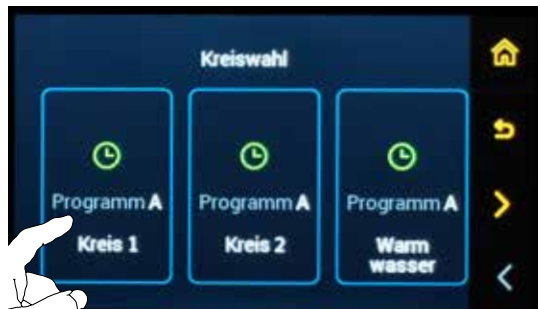 Kreiswahl
Programm A
Kreis 1
Programm A
Kreis 2
Programm A
Warm
wasser